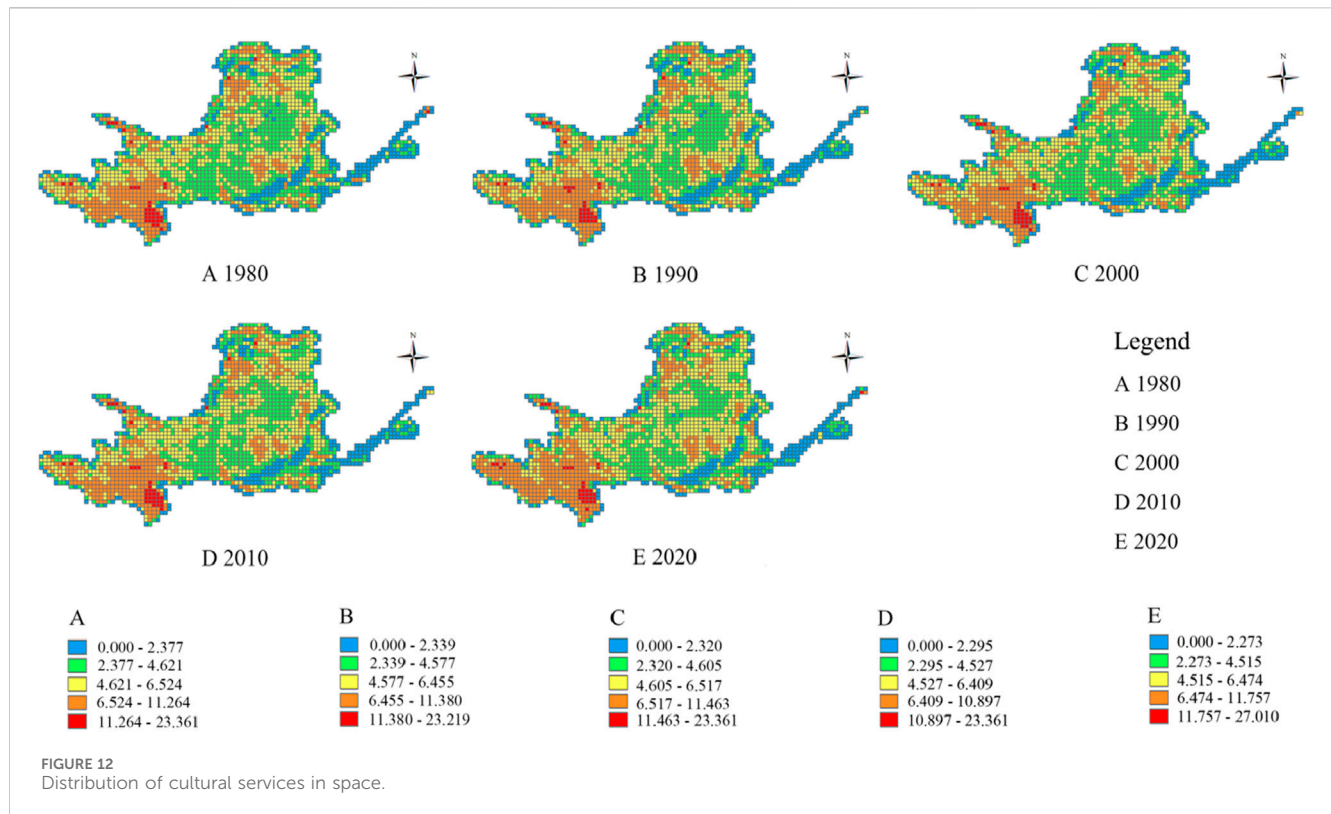 N
N
N
A 1980
B 1990
C 2000
N
N
Legend
A 1980
B 1990
C 2000
D 2010
E 2020
D 2010
E 2020
A
0.000 - 2.377
2.377 - 4.621
4.621 - 6.524
6.524 - 11.264
11.264 - 23.361
B
0.000 - 2.339
2.339 - 4.577
4.577 - 6.455
6.455 - 11.380
11.380 - 23.219
C
0.000 - 2.320
2.320 - 4.605
4.605 - 6.517
6.517 - 11.463
11.463 - 23.361
D
0.000 - 2.295
2.295 - 4.527
4.527 - 6.409
6.409 - 10.897
10.897 - 23.361
E
0.000 - 2.273
2.273 - 4.515
4.515 - 6.474
6.474 - 11.757
11.757 - 27.010
FIGURE 12
Distribution of cultural services in space.